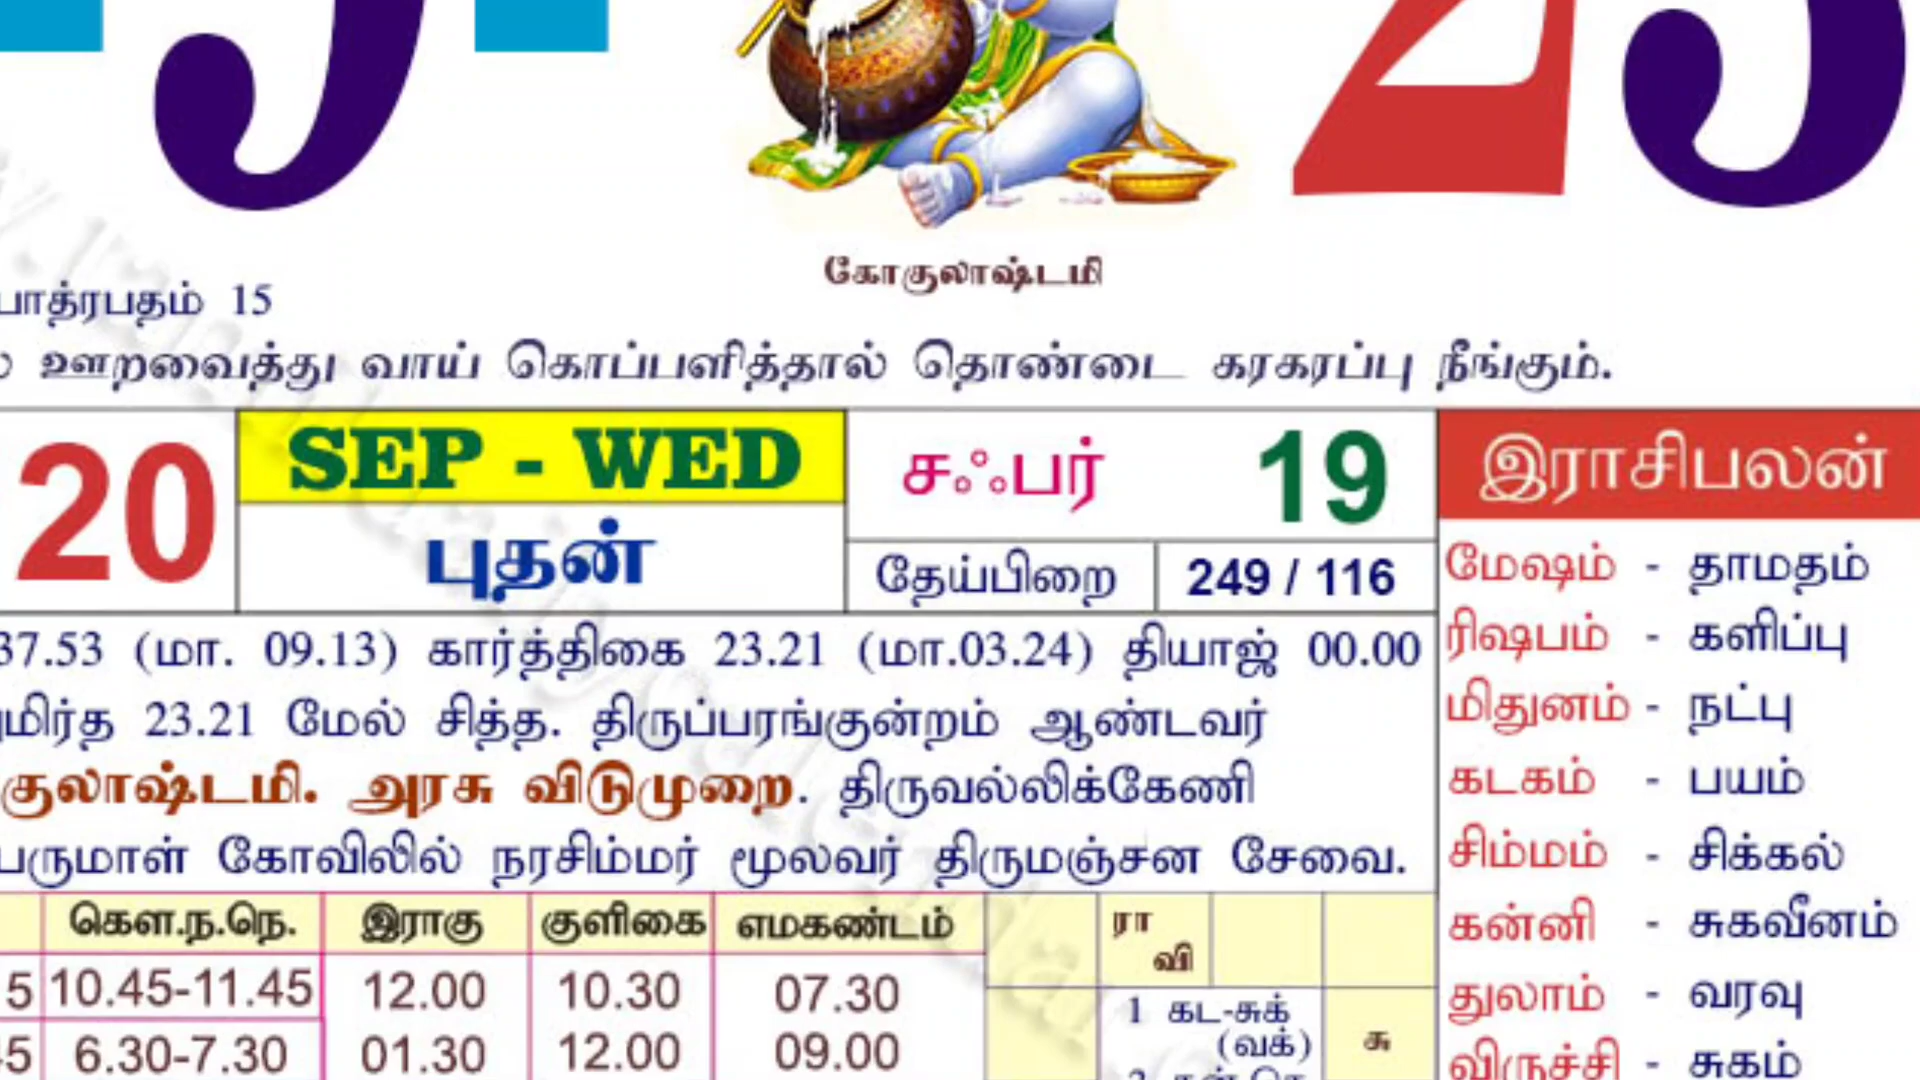 23
கோகுலாஷ்டமி
பாத்ரபதம் 15
ஊறவைத்து வாய் கொப்பளித்தால் தொண்டை கரகரப்பு நீங்கும்.
20
SEP - WED
புதன்
சஃபர் 19
தேய்பிறை 249 / 116
37.53 (மா. 09.13) கார்த்திகை 23.21 (மா.03.24) தியாஜ் 00.00
மிர்த 23.21 மேல் சித்த. திருப்பரங்குன்றம் ஆண்டவர்
குலாஷ்டமி. அரசு விடுமுறை. திருவல்லிக்கேணி
பருமாள் கோவிலில் நரசிம்மர் மூலவர் திருமஞ்சன சேவை.
கௌ.ந.நெ. இராகு குளிகை எமகண்டம்
5 10.45-11.45 12.00 10.30 07.30
45 6.30-7.30 01.30 12.00 09.00
ரா
வி
1 கட-சுக்
(வக்)
சு
இராசிபலன்
மேஷம் - தாமதம்
ரிஷபம் - களிப்பு
மிதுனம் - நட்பு
கடகம் - பயம்
சிம்மம் - சிக்கல்
கன்னி - சுகவீனம்
துலாம் - வரவு
விருச்சி - சுகம்